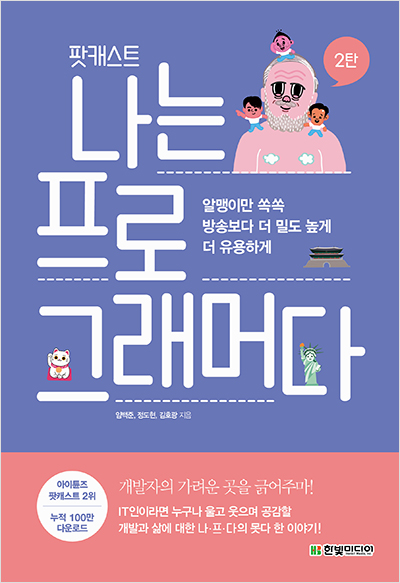 팟캐스트
2탄
나는
프로
그래머다
알맹이만 쏙쏙
방송보다 더 밀도 높게
더 유용하게
임백준, 정도현, 김호광 지음
아이튠즈
팟캐스트 2위
누적 100만
다운로드
개발자의 가려운 곳을 긁어주마!
IT인이라면 누구나 울고 웃으며 공감할
개발과 삶에 대한 나·프·다의 못다 한 이야기!
한빛미디어